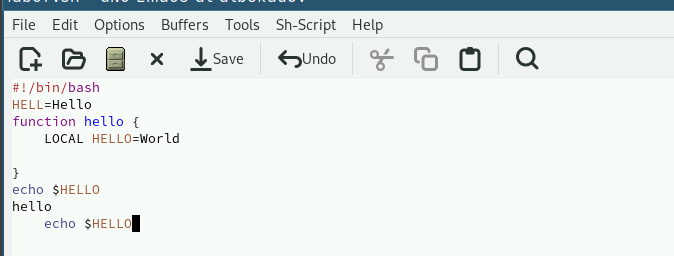 File Edit Options Buffers Tools Sh-Script Help
Save Undo
#!/bin/bash
HELL=Hello
function hello {
    LOCAL HELLO=World
}
echo $HELLO
hello
    echo $HELLO